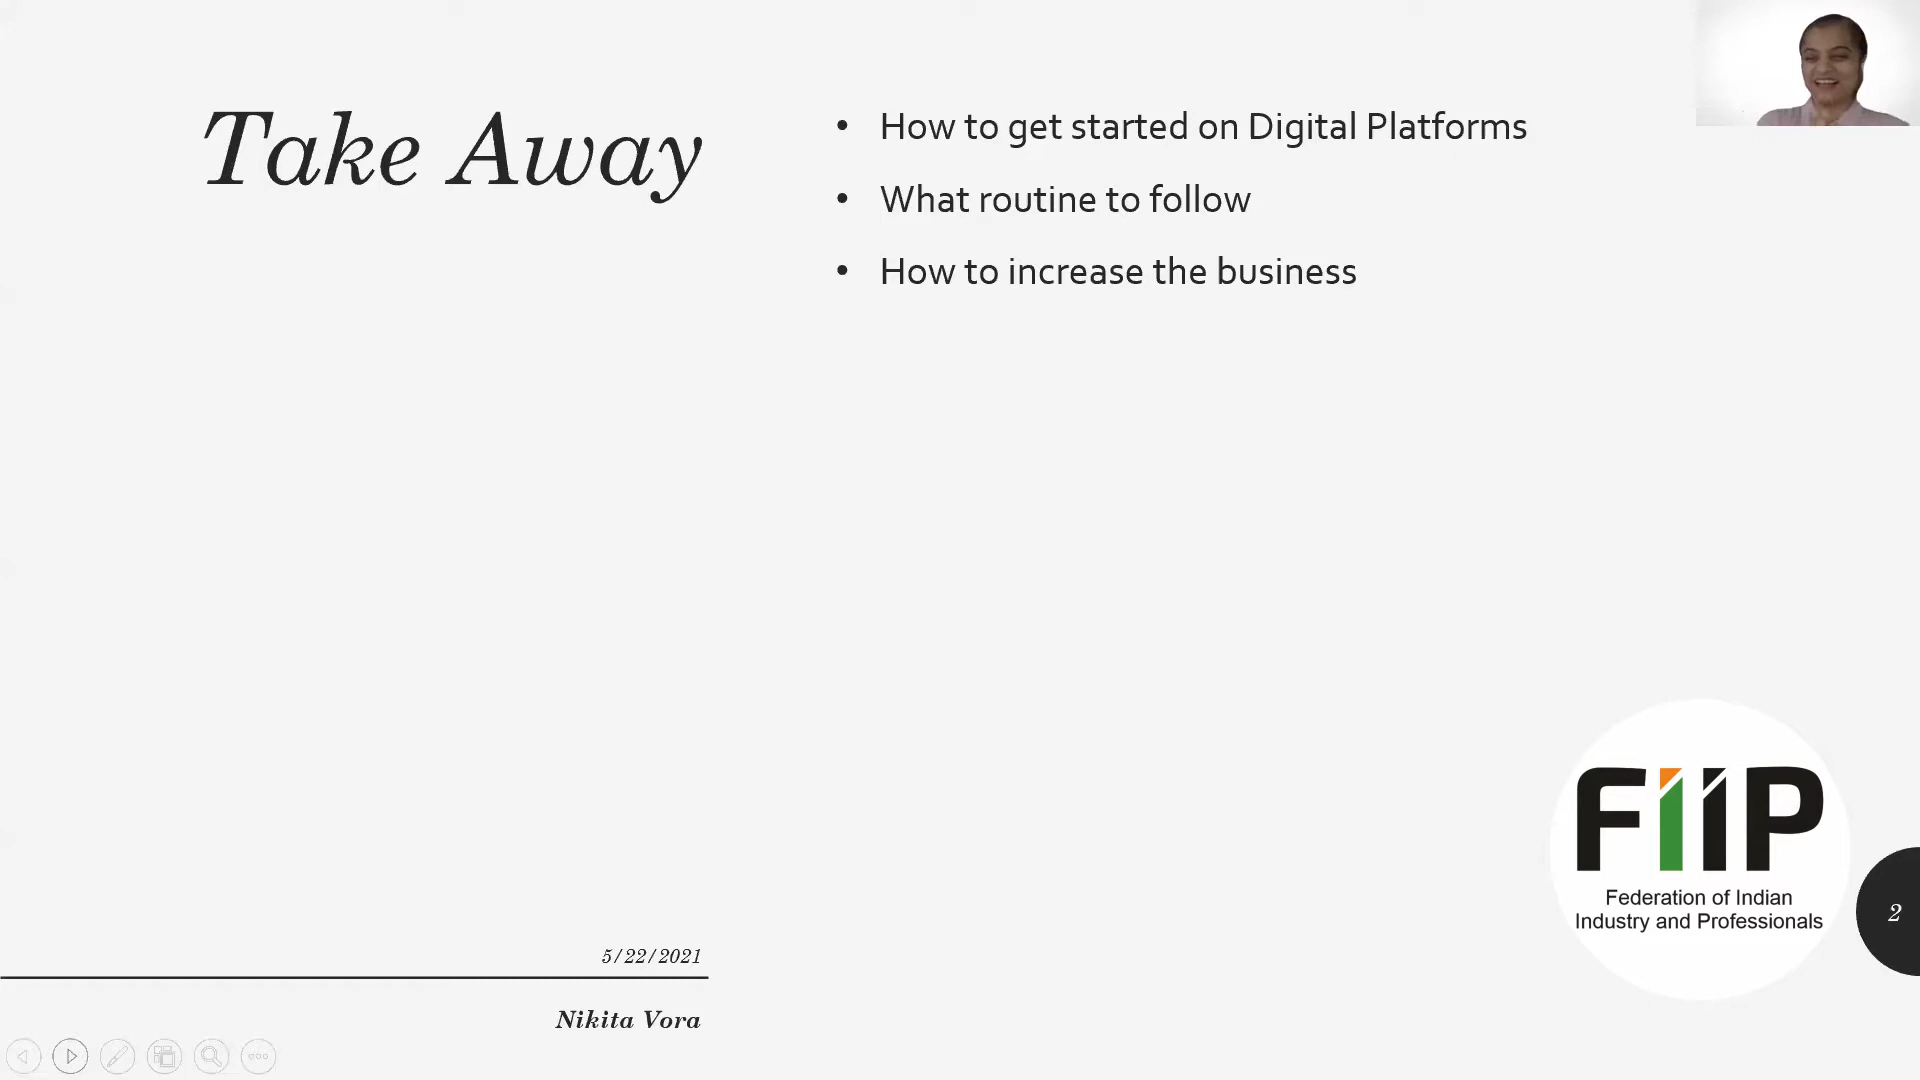 Take Away
• How to get started on Digital Platforms
• What routine to follow
• How to increase the business
FiiP
Federation of Indian
Industry and Professionals
2
5/22/2021
Nikita Vora